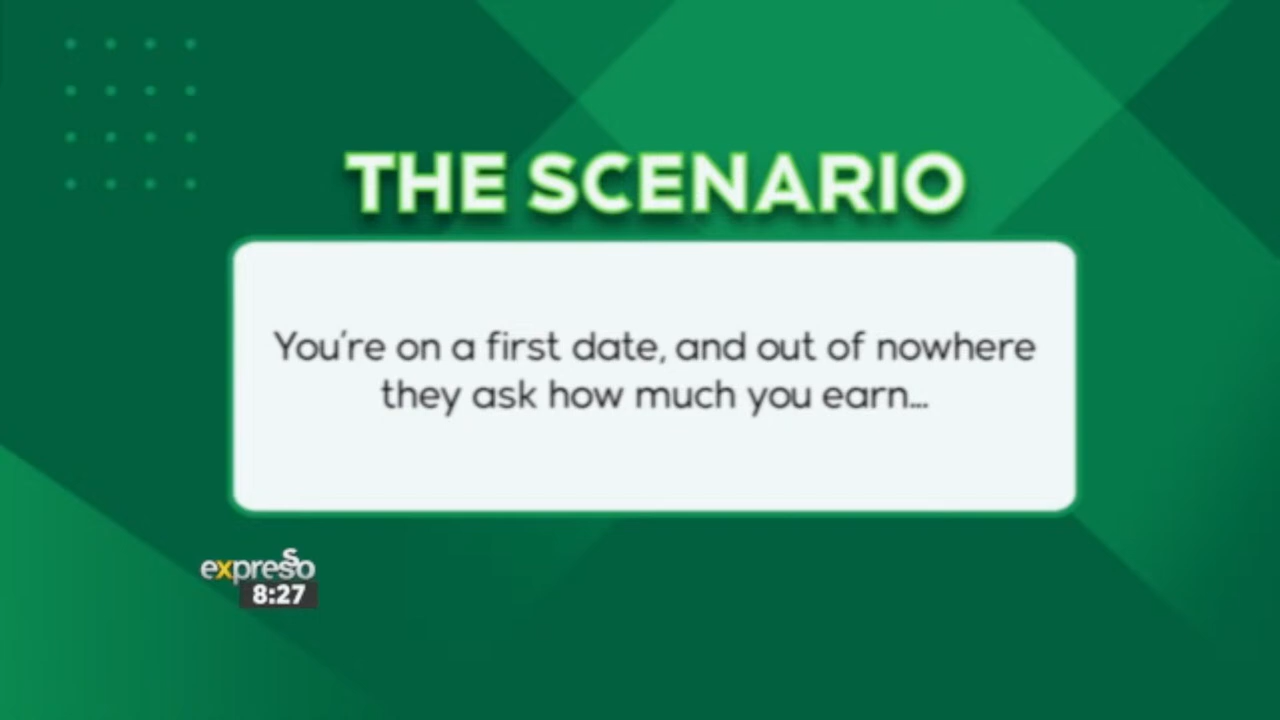 THE SCENARIO
You're on a first date, and out of nowhere
they ask how much you earn...
expresso
8:27